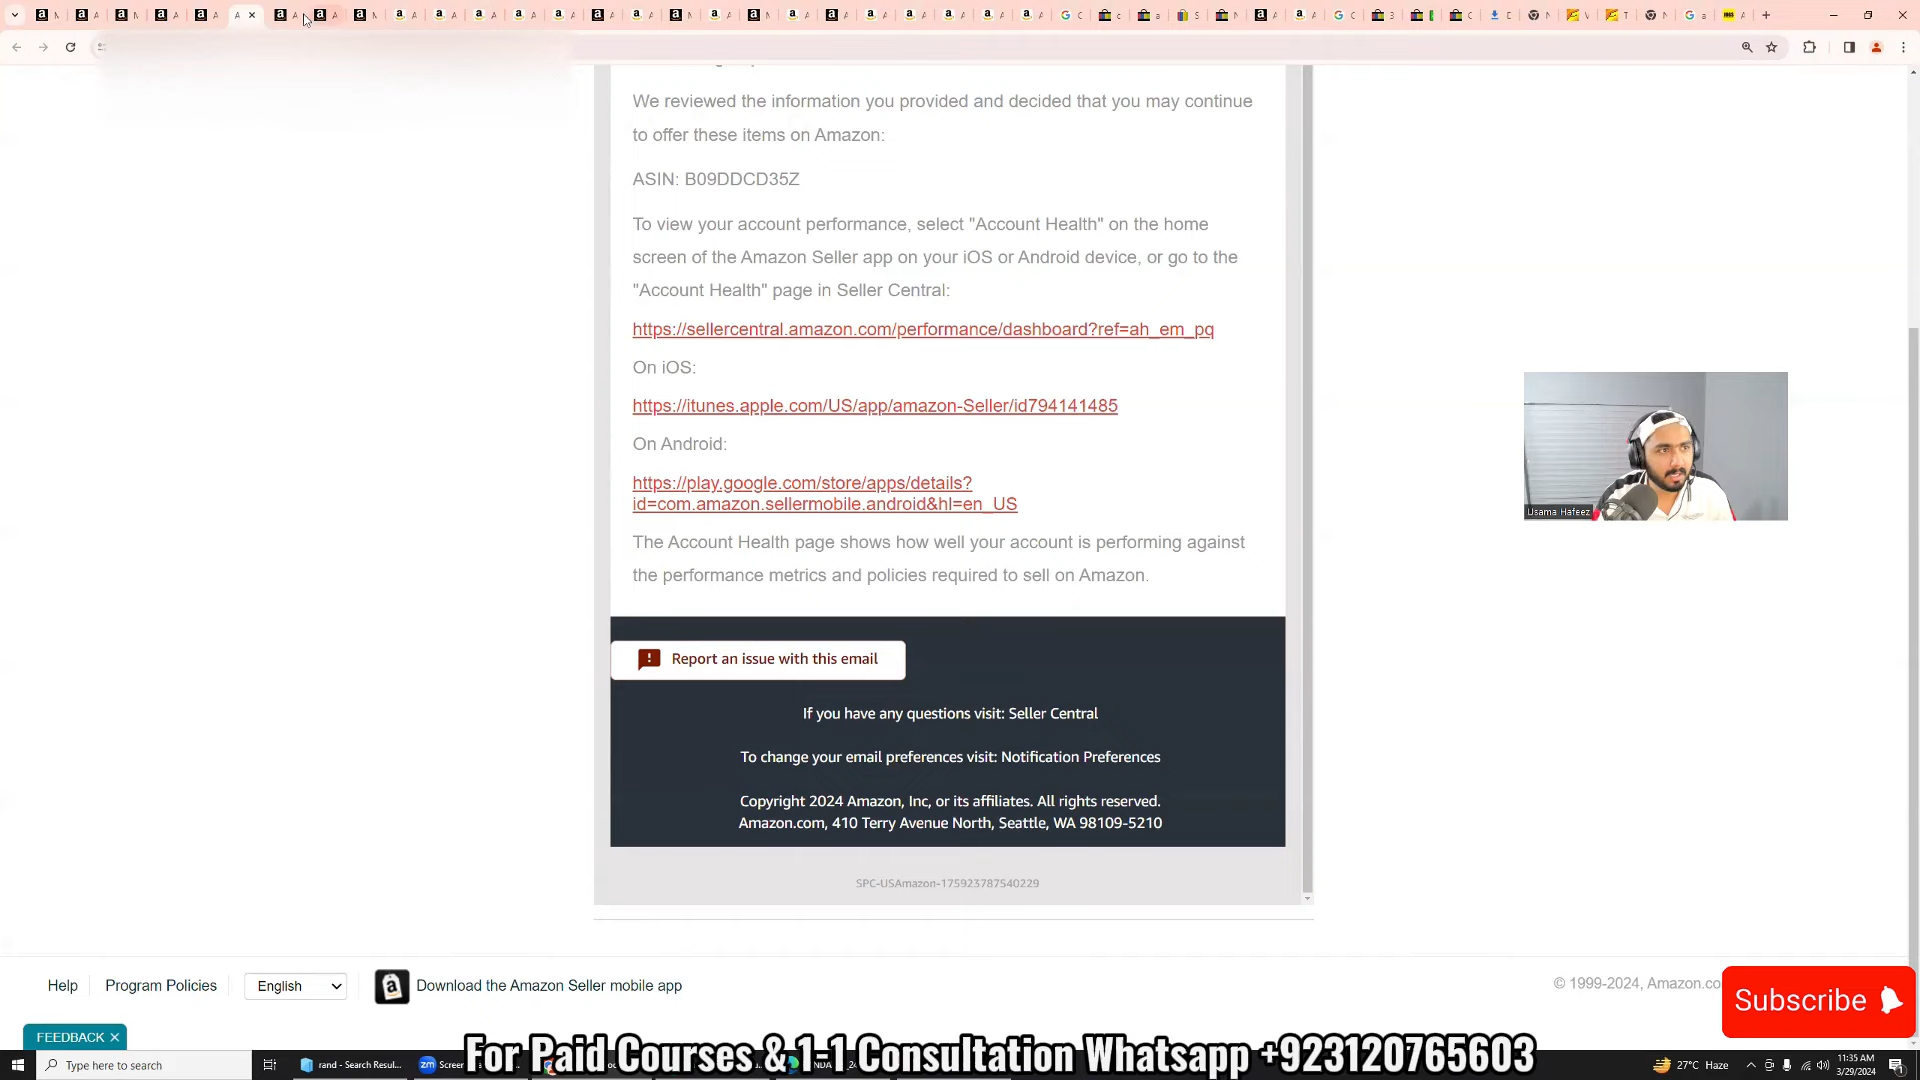 We reviewed the information you provided and decided that you may continue
to offer these items on Amazon:
ASIN: B09DDCD35Z
To view your account performance, select "Account Health" on the home
screen of the Amazon Seller app on your iOS or Android device, or go to the
"Account Health" page in Seller Central:
https://sellercentral.amazon.com/performance/dashboard?ref=ah_em_pq
On iOS:
https://itunes.apple.com/US/app/amazon-Seller/id794141485
On Android:
https://play.google.com/store/apps/details?
id=com.amazon.sellermobile.android&hl=en_US
The Account Health page shows how well your account is performing against
the performance metrics and policies required to sell on Amazon.
Usama Hafeez
Report an issue with this email
If you have any questions visit: Seller Central
To change your email preferences visit: Notification Preferences
Copyright 2024 Amazon, Inc, or its affiliates. All rights reserved.
Amazon.com, 410 Terry Avenue North, Seattle, WA 98109-5210
SPC-USAmazon-175923787540229
Help
Program Policies
English
Download the Amazon Seller mobile app
© 1999-2024, Amazon.co
Subscribe
FEEDBACK
For Paid Courses & 1-1 Consultation Whatsapp +923120765603
Type here to search
rand - Search Resul...
27°C Haze
11:35 AM
3/29/2024